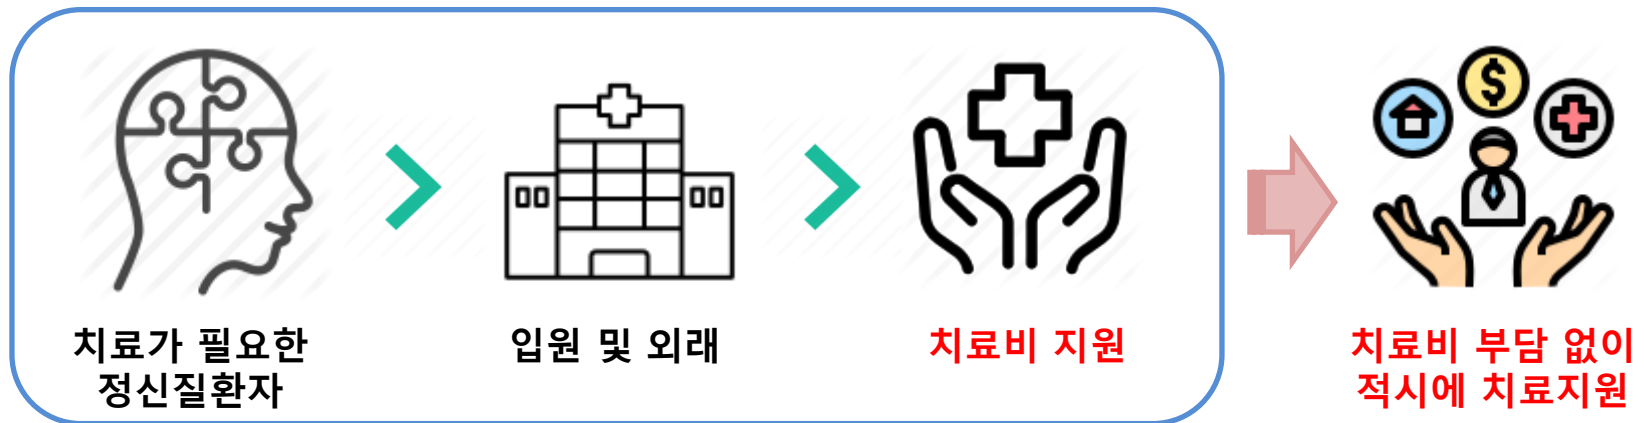 치료가 필요한
정신질환자
입원 및 외래
치료비 지원
치료비 부담 없이
적시에 치료지원